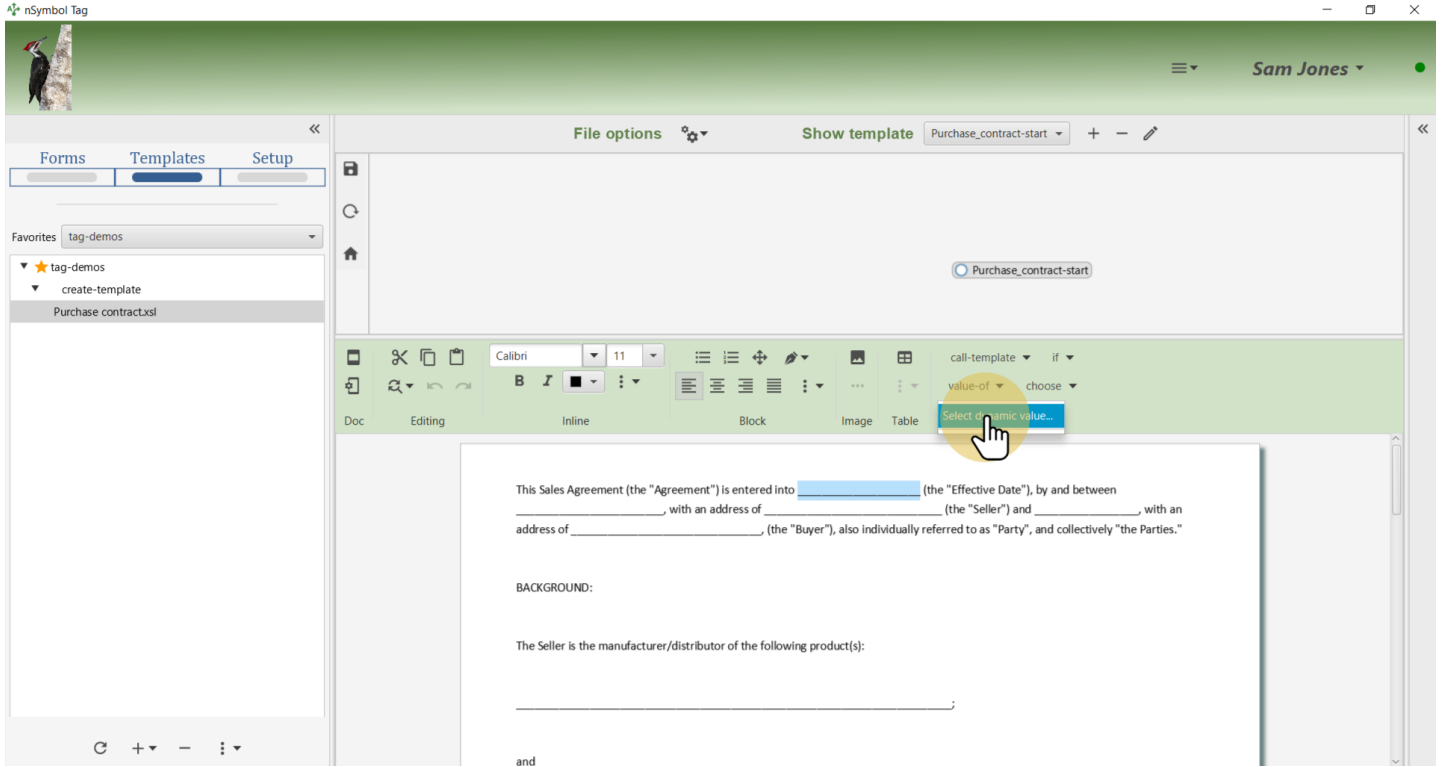 nSymbol Tag
Sam Jones
File options
Show template
Purchase_contract-start
Forms
Templates
Setup
Favorites
tag-demos
tag-demos
create-template
Purchase contract.xsl
Purchase_contract-start
Calibri
11
call-template
if
B
I
value-of
choose
Doc
Editing
Inline
Block
Image
Table
Select dynamic value...
This Sales Agreement (the "Agreement") is entered into ____________________ (the "Effective Date"), by and between
________________________, with an address of _____________________________ (the "Seller") and _________________, with an
address of _______________________________, (the "Buyer"), also individually referred to as "Party", and collectively "the Parties."
BACKGROUND:
The Seller is the manufacturer/distributor of the following product(s):
_______________________________________________________________________;
and